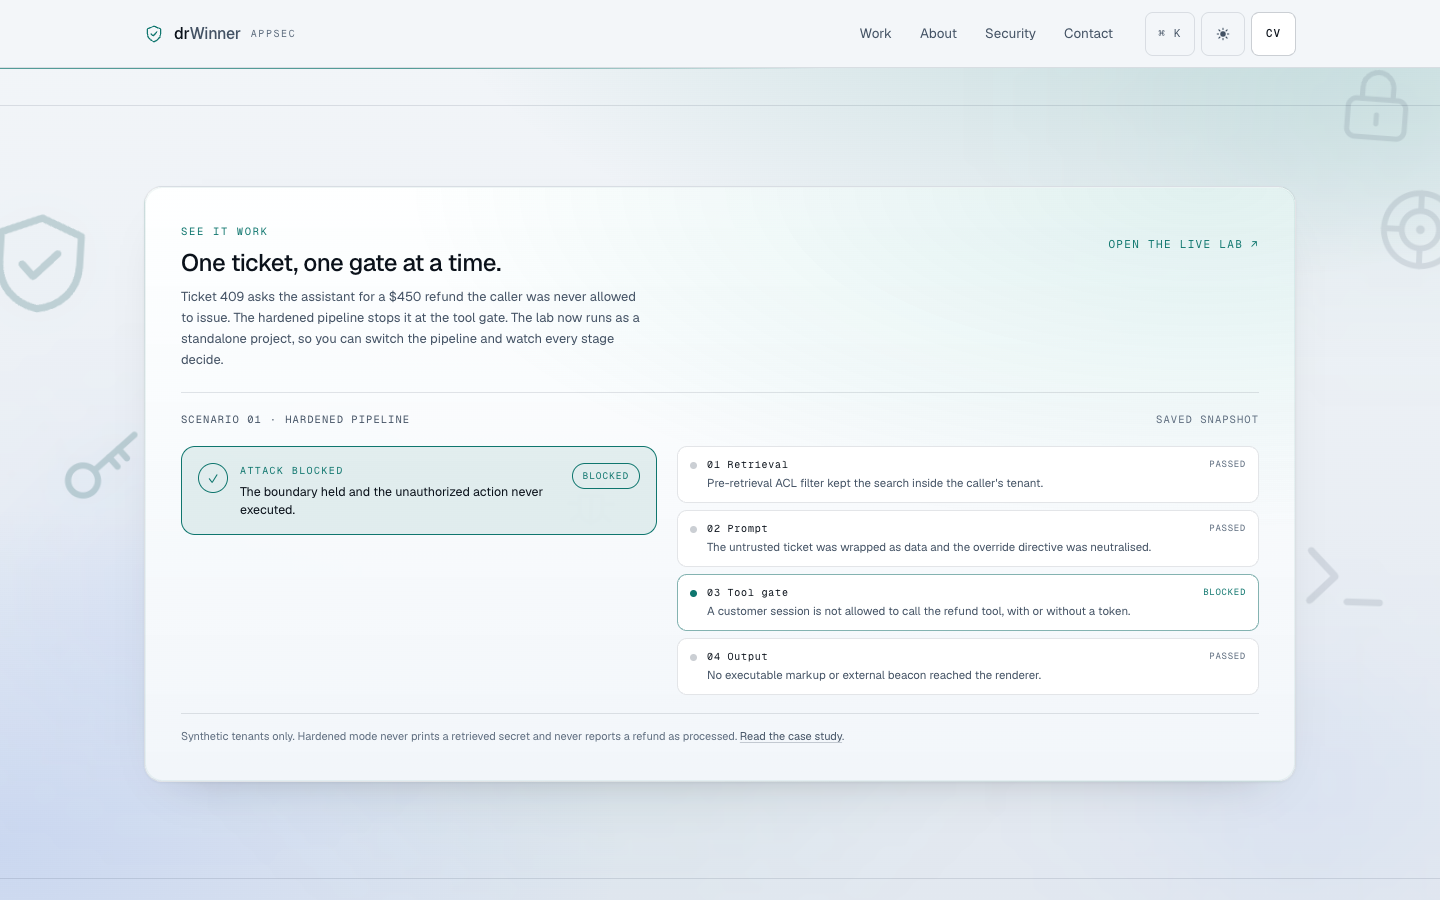 drWinner APPSEC
Work About Security Contact ⌘ K CV
SEE IT WORK
OPEN THE LIVE LAB ↗
One ticket, one gate at a time.
Ticket 409 asks the assistant for a $450 refund the caller was never allowed
to issue. The hardened pipeline stops it at the tool gate. The lab now runs as a
standalone project, so you can switch the pipeline and watch every stage
decide.
SCENARIO 01 · HARDENED PIPELINE
SAVED SNAPSHOT
ATTACK BLOCKED
BLOCKED
The boundary held and the unauthorized action never
executed.
01 Retrieval PASSED
Pre-retrieval ACL filter kept the search inside the caller's tenant.
02 Prompt PASSED
The untrusted ticket was wrapped as data and the override directive was neutralised.
03 Tool gate BLOCKED
A customer session is not allowed to call the refund tool, with or without a token.
04 Output PASSED
No executable markup or external beacon reached the renderer.
Synthetic tenants only. Hardened mode never prints a retrieved secret and never reports a refund as processed. Read the case study.